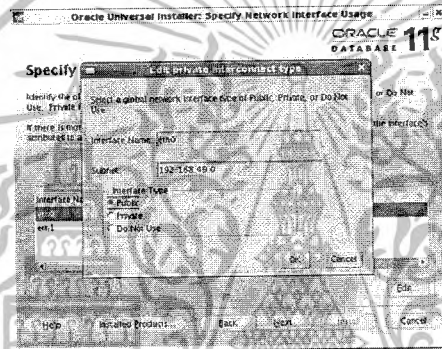 Oracle Universal Installer: Specify Network Interface Usage
ORACLE 11g
DATABASE
Specify
Edit private interconnect type
Identify the
or Do Not
Use. Private
Select a global network interface type of Public, Private, or Do Not
Use
If there is
the interface's
attributes to a
Interface Name: eth0
Subnet: 192.168.49.0
Interface Type
Public
Private
Do Not Use
Interface Na
OK
Cancel
Edit
Help
Installed Products...
Back
Next
Cancel